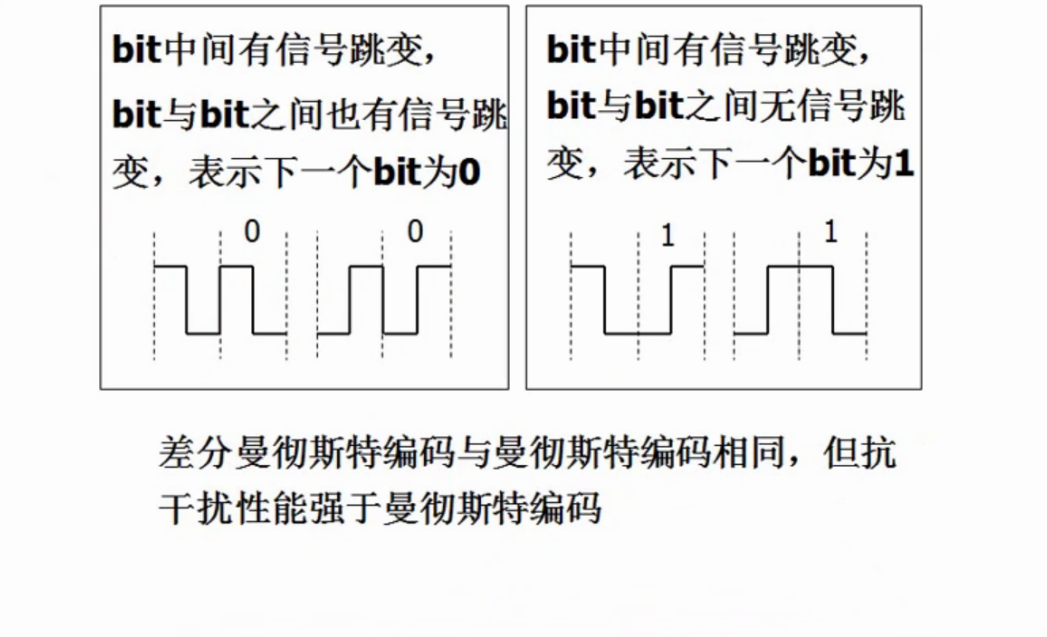 bit中间有信号跳变，
bit与bit之间也有信号跳
变，表示下一个bit为0
0
0
bit中间有信号跳变，
bit与bit之间无信号跳
变，表示下一个bit为1
1
1
差分曼彻斯特编码与曼彻斯特编码相同，但抗
干扰性能强于曼彻斯特编码